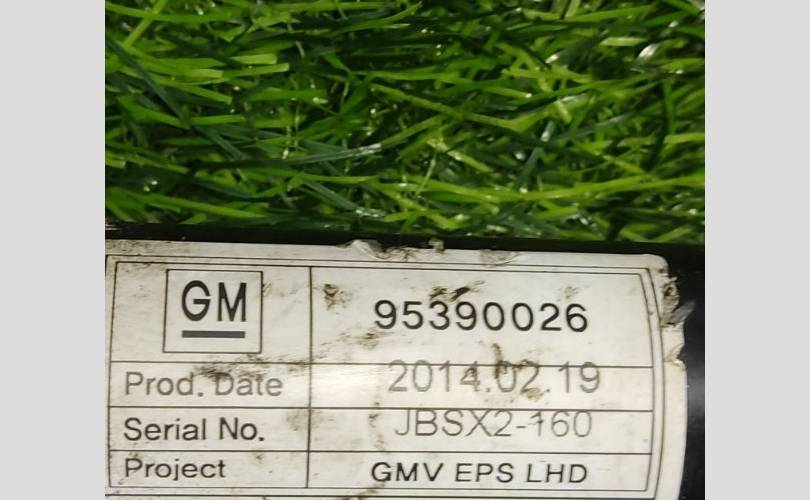 GM 95390026
Prod. Date 2014.02.19
Serial No. JBSX2-160
Project GMV EPS LHD